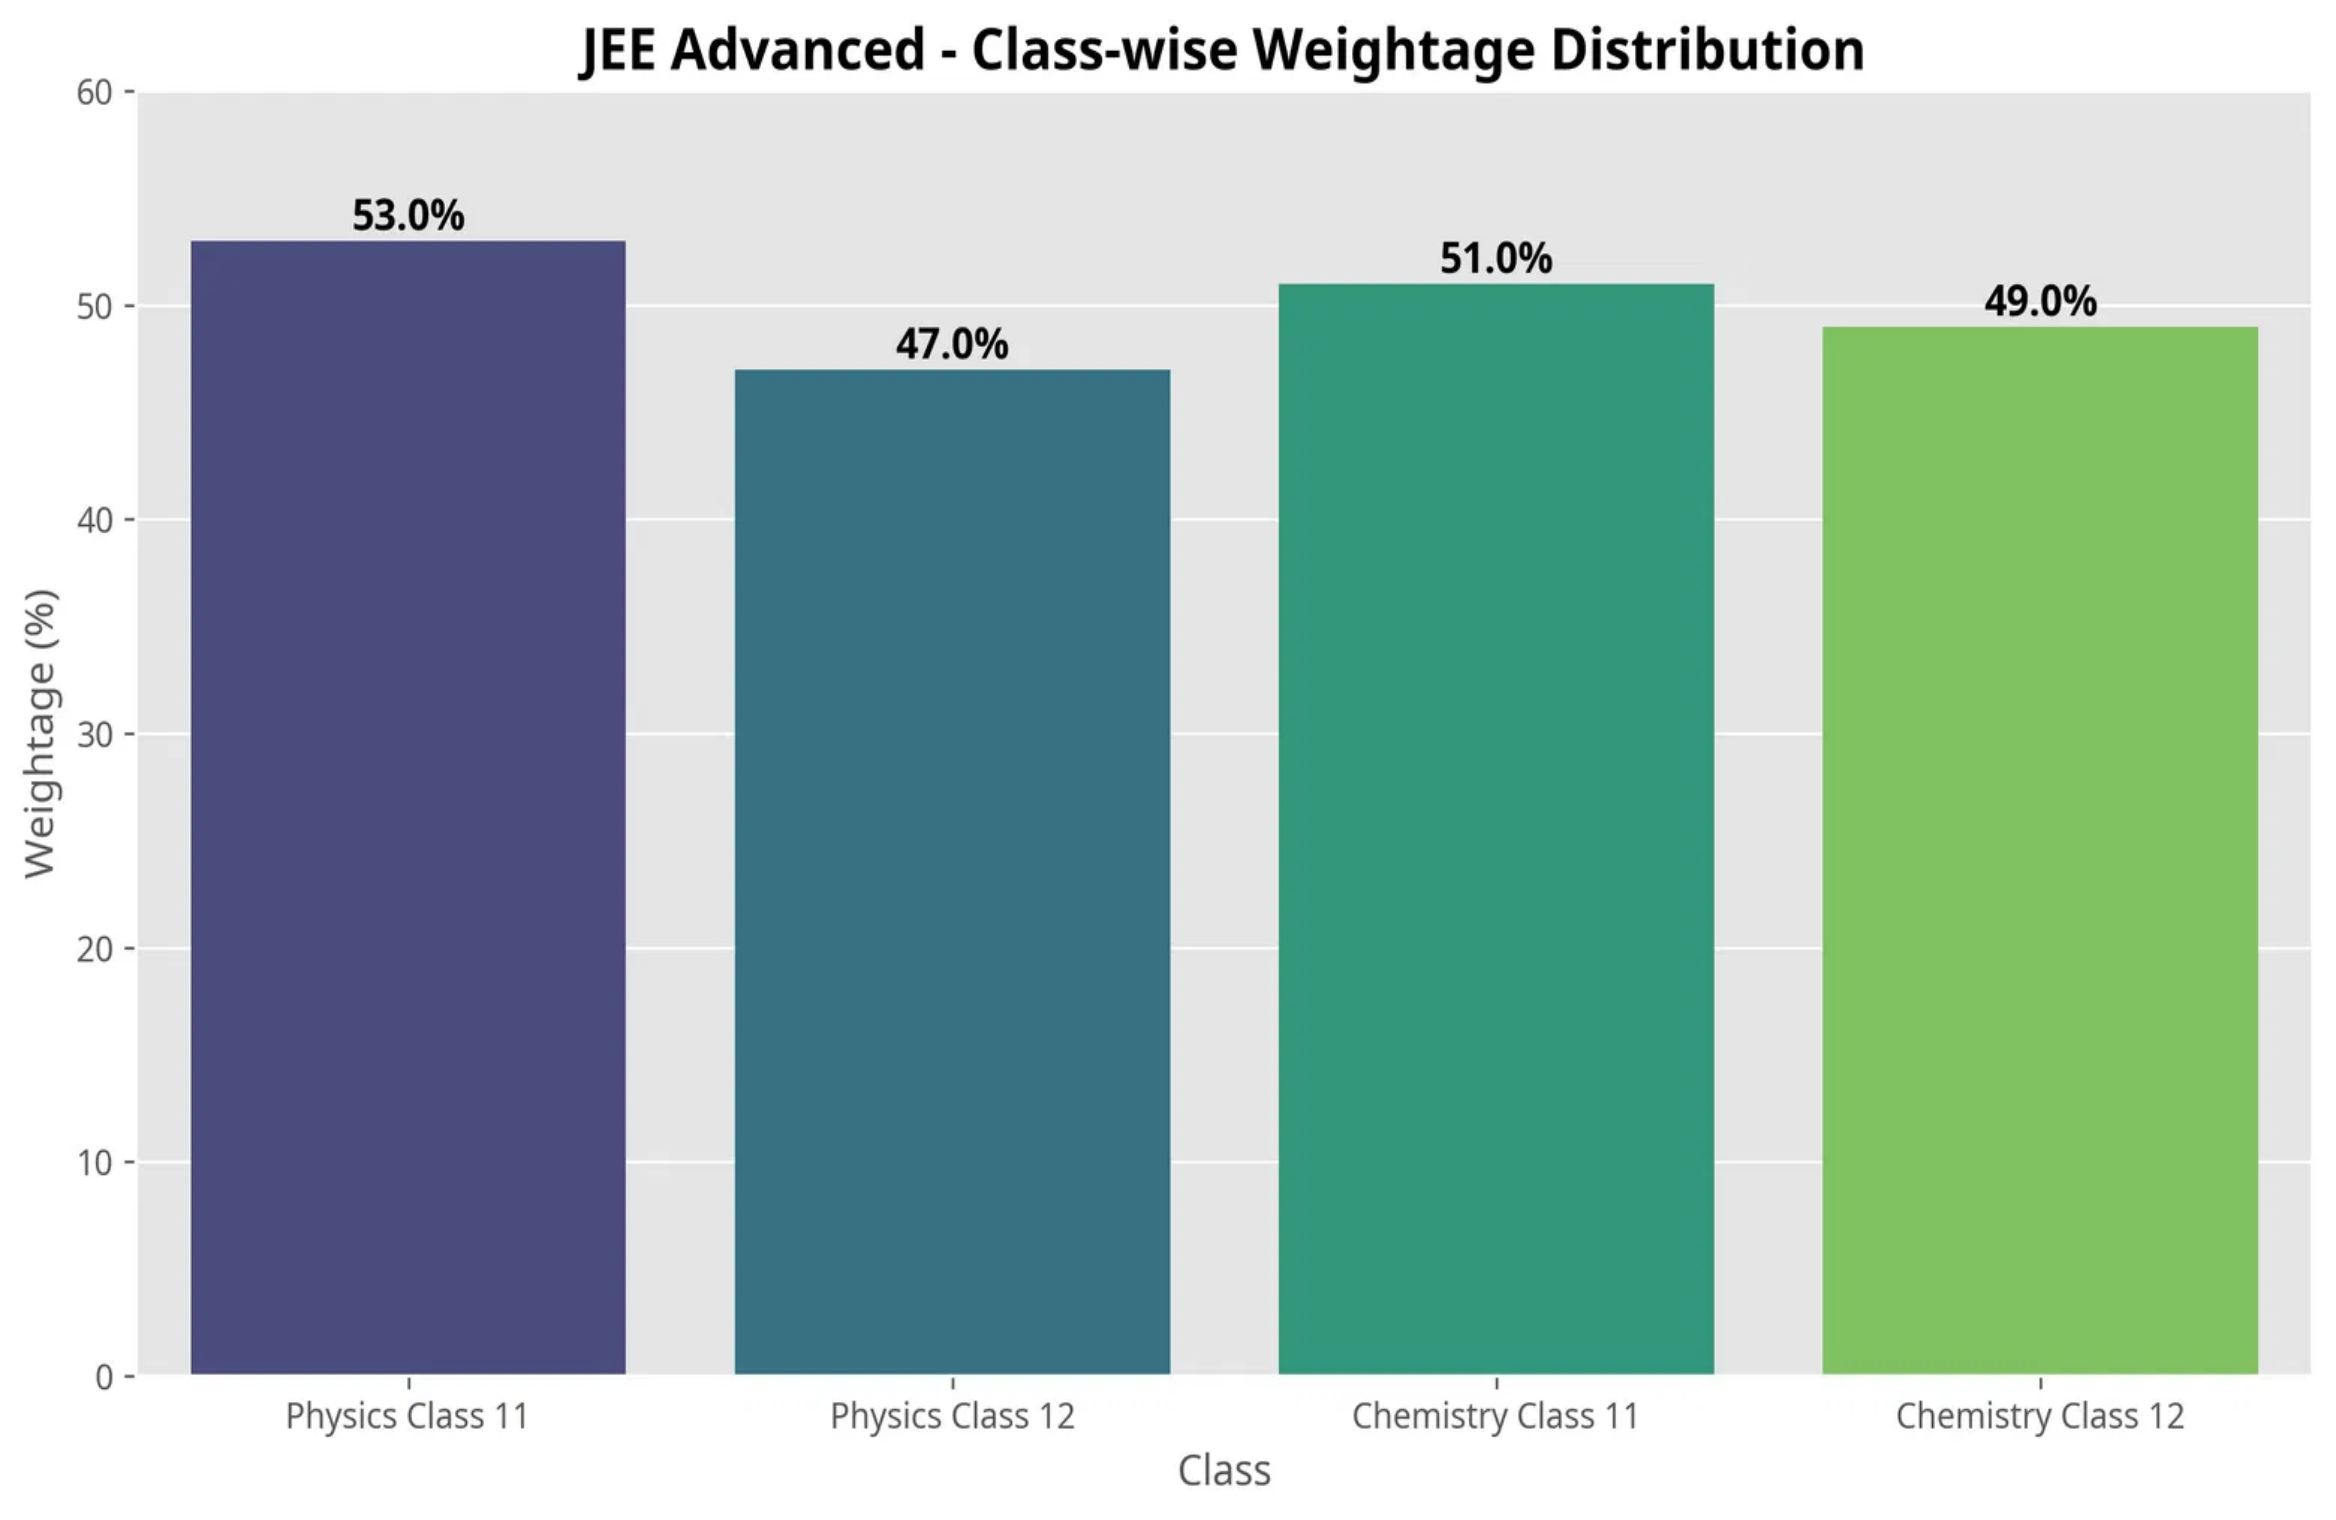 JEE Advanced - Class-wise Weightage Distribution
60
50
40
30
20
10
0
Weightage (%)
53.0%
47.0%
51.0%
49.0%
Physics Class 11
Physics Class 12
Chemistry Class 11
Chemistry Class 12
Class